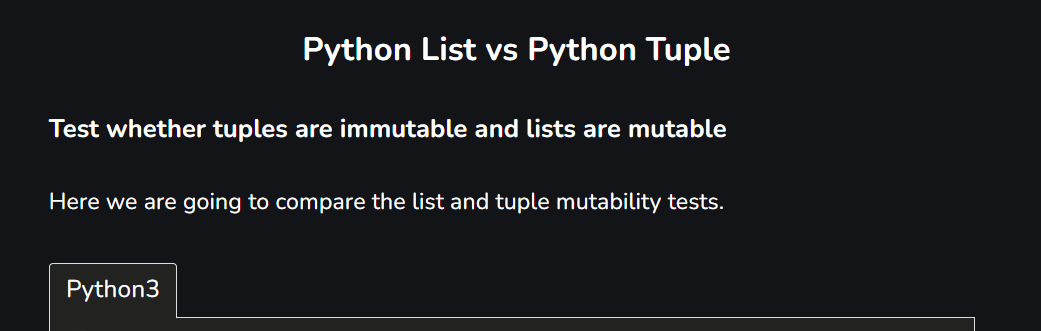 Python List vs Python Tuple
Test whether tuples are immutable and lists are mutable
Here we are going to compare the list and tuple mutability tests.
Python3